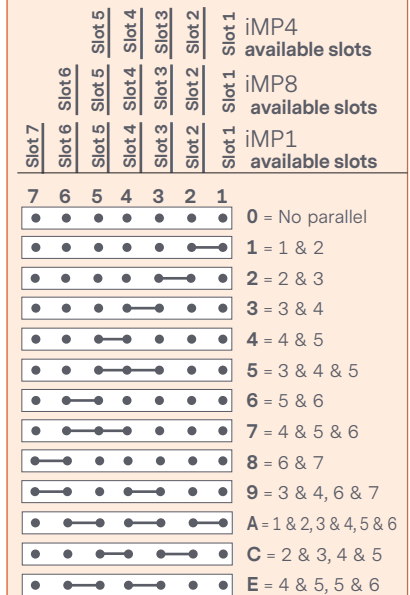 Slot 5 Slot 4 Slot 3 Slot 2 Slot 1 iMP4
available slots
Slot 6 Slot 5 Slot 4 Slot 3 Slot 2 Slot 1 iMP8
available slots
Slot 7 Slot 6 Slot 5 Slot 4 Slot 3 Slot 2 Slot 1 iMP1
available slots
7 6 5 4 3 2 1
0 = No parallel
1 = 1 & 2
2 = 2 & 3
3 = 3 & 4
4 = 4 & 5
5 = 3 & 4 & 5
6 = 5 & 6
7 = 4 & 5 & 6
8 = 6 & 7
9 = 3 & 4, 6 & 7
A = 1 & 2, 3 & 4, 5 & 6
C = 2 & 3, 4 & 5
E = 4 & 5, 5 & 6